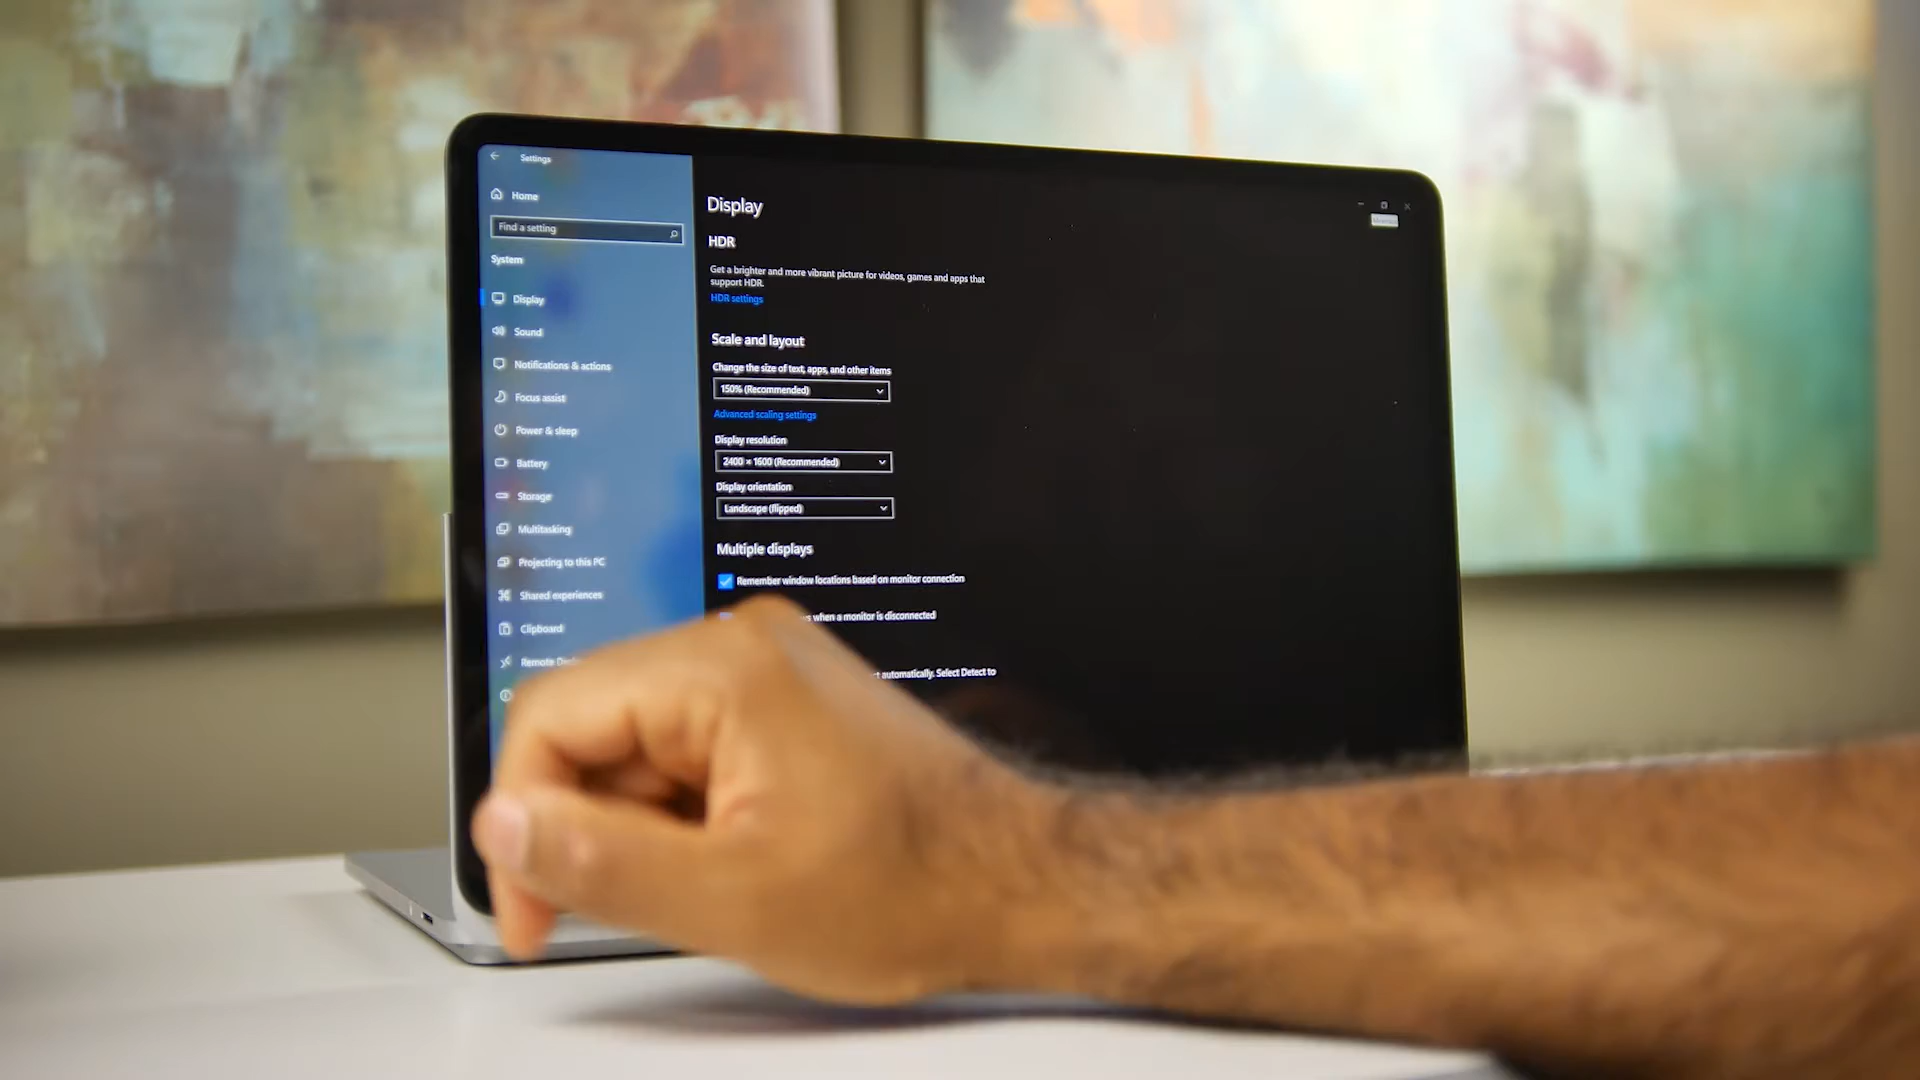 Settings
Home
Find a setting
System
Display
Sound
Notifications & actions
Focus assist
Power & sleep
Battery
Storage
Multitasking
Projecting to this PC
Shared experiences
Clipboard
Remote
Display
HDR
Get a brighter and more vibrant picture for videos, games and apps that
support HDR.
HDR settings
Scale and layout
Change the size of text, apps, and other items
150% (Recommended)
Advanced scaling settings
Display resolution
2400 × 1600 (Recommended)
Display orientation
Landscape (flipped)
Multiple displays
Remember window locations based on monitor connection
when a monitor is disconnected
automatically. Select Detect to